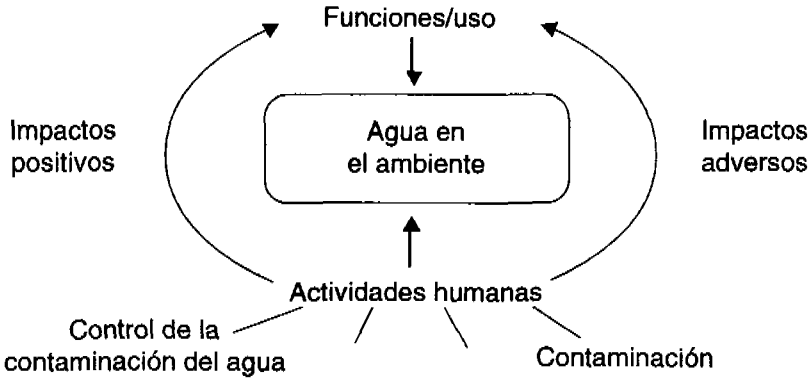 Funciones/uso
Impactos
positivos
Agua en
el ambiente
Impactos
adversos
Actividades humanas
Control de la
contaminación del agua
Contaminación